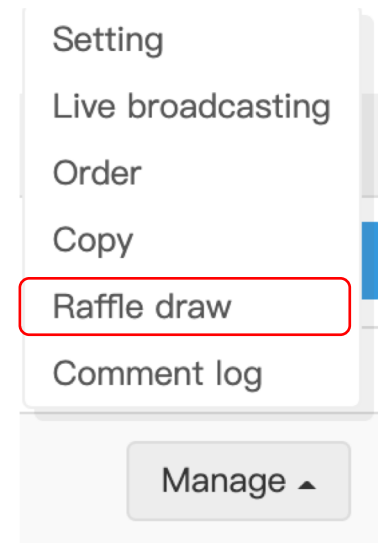 Setting
Live broadcasting
Order
Copy
Raffle draw
Comment log
Manage